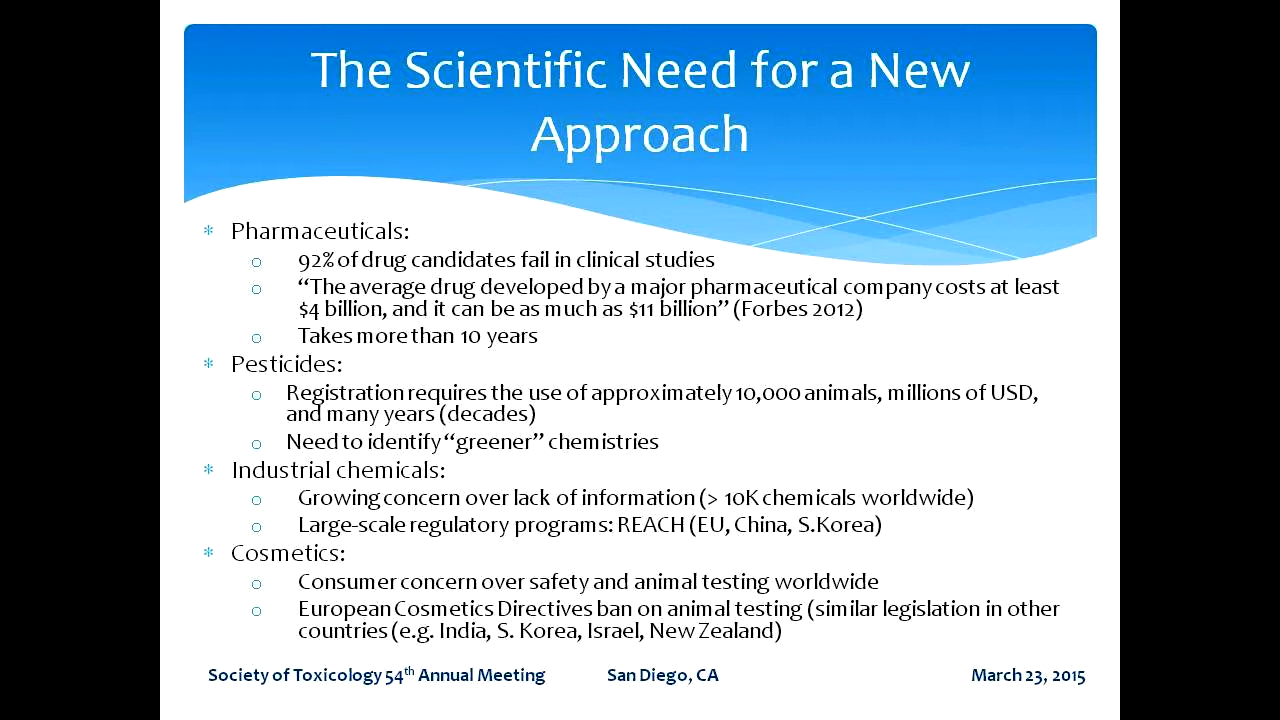 The Scientific Need for a New
Approach
* Pharmaceuticals:
o 92% of drug candidates fail in clinical studies
o “The average drug developed by a major pharmaceutical company costs at least
$4 billion, and it can be as much as $11 billion” (Forbes 2012)
o Takes more than 10 years
* Pesticides:
o Registration requires the use of approximately 10,000 animals, millions of USD,
and many years (decades)
o Need to identify “greener” chemistries
* Industrial chemicals:
o Growing concern over lack of information (> 10K chemicals worldwide)
o Large-scale regulatory programs: REACH (EU, China, S.Korea)
* Cosmetics:
o Consumer concern over safety and animal testing worldwide
o European Cosmetics Directives ban on animal testing (similar legislation in other
countries (e.g. India, S. Korea, Israel, New Zealand)
Society of Toxicology 54th Annual Meeting San Diego, CA March 23, 2015